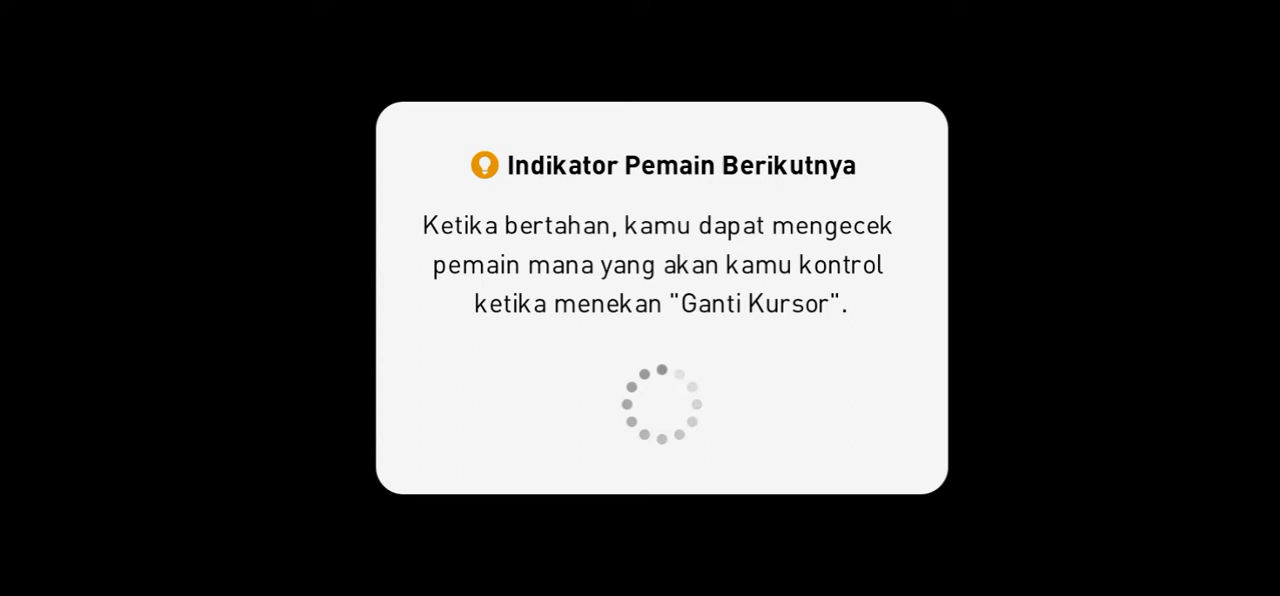 Indikator Pemain Berikutnya
Ketika bertahan, kamu dapat mengecek
pemain mana yang akan kamu kontrol
ketika menekan "Ganti Kursor".